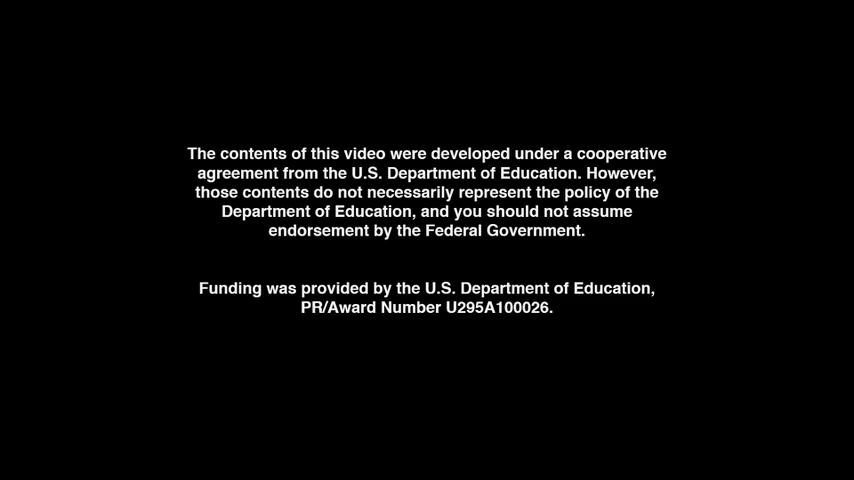 The contents of this video were developed under a cooperative
agreement from the U.S. Department of Education. However,
those contents do not necessarily represent the policy of the
Department of Education, and you should not assume
endorsement by the Federal Government.
Funding was provided by the U.S. Department of Education,
PR/Award Number U295A100026.